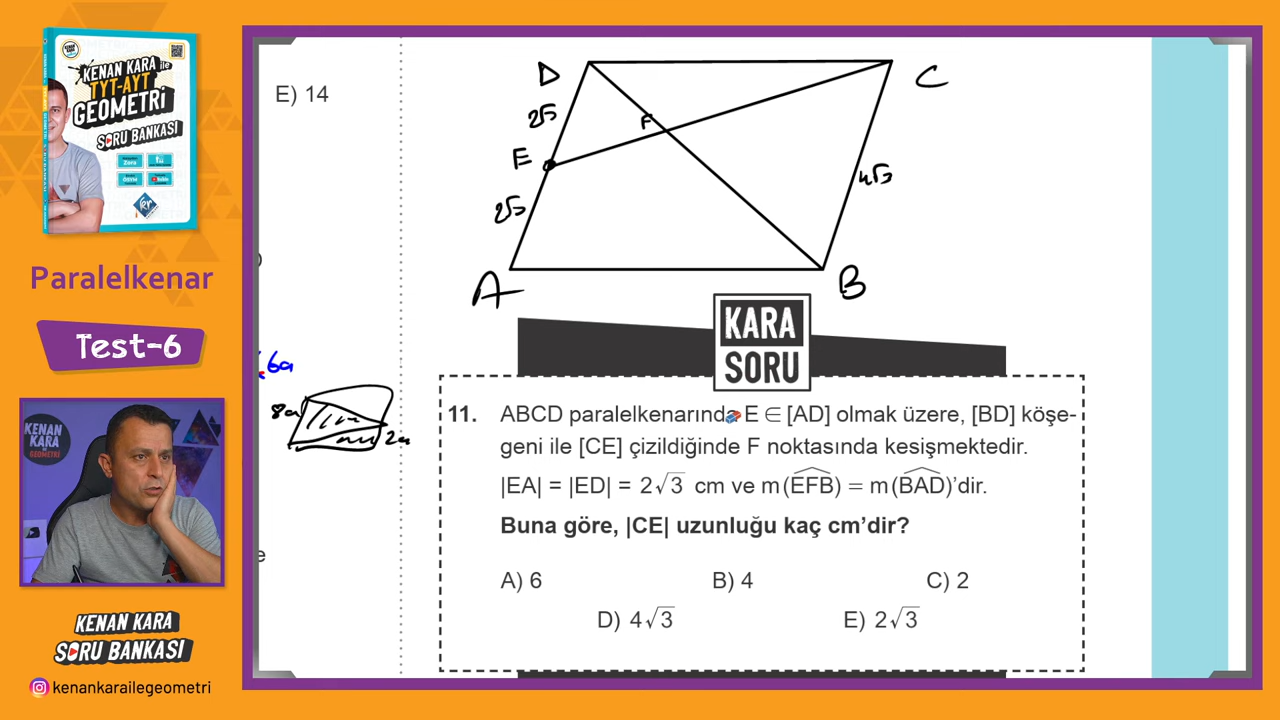 KENAN KARA ile
TYT-AYT
GEOMETRİ
SORU BANKASI
Paralelkenar
Test-6
KENAN KARA
SORU BANKASI
kenankarailegeometri
E) 14
6a
8a
2a
D
C
2√3
F
E
4√3
2√3
A
B
KARA
SORU
11. ABCD paralelkenarında E ∈ [AD] olmak üzere, [BD] köşe-
geni ile [CE] çizildiğinde F noktasında kesişmektedir.
|EA| = |ED| = 2√3 cm ve m(EFB) = m(BAD)'dir.
Buna göre, |CE| uzunluğu kaç cm'dir?
A) 6 B) 4 C) 2
D) 4√3 E) 2√3